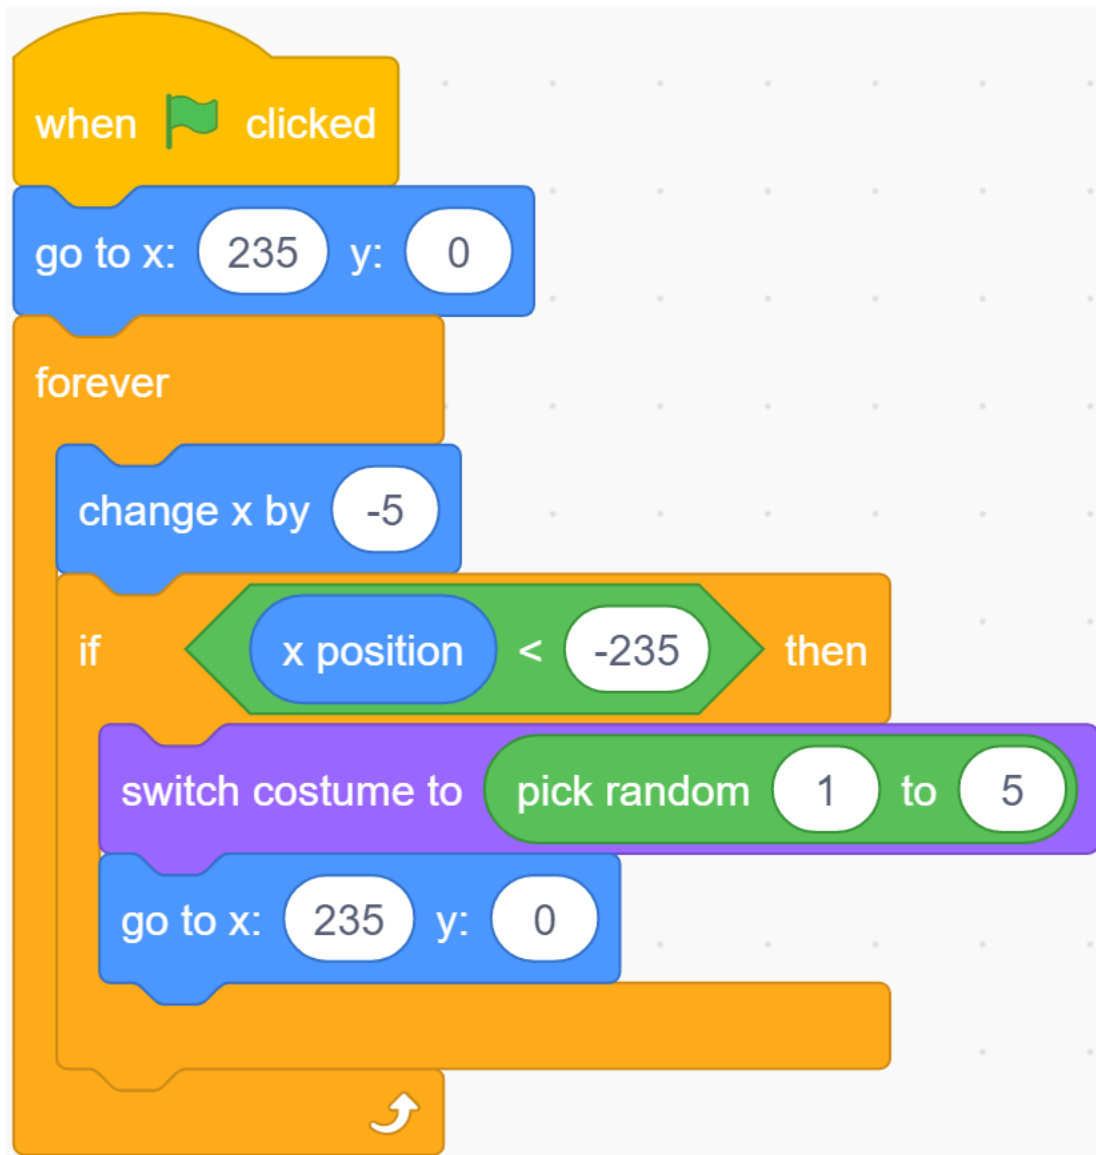 when clicked
go to x: 235 y: 0
forever
change x by -5
if x position < -235 then
switch costume to pick random 1 to 5
go to x: 235 y: 0